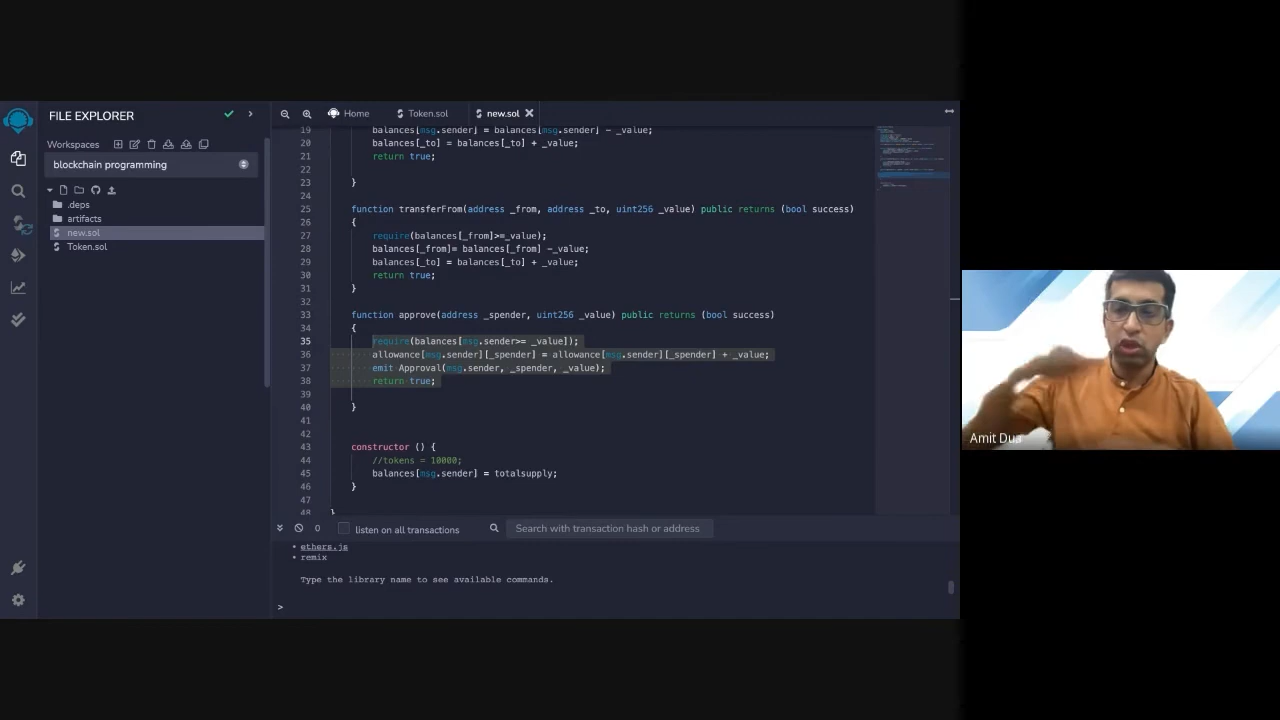 FILE EXPLORER
Workspaces
blockchain programming
.deps
artifacts
new.sol
Token.sol
Home
Token.sol
new.sol
19 balances[msg.sender] = balances[msg.sender] - _value;
20 balances[_to] = balances[_to] + _value;
21 return true;
22
23 }
24
25 function transferFrom(address _from, address _to, uint256 _value) public returns (bool success)
26 {
27 require(balances[_from]>=_value);
28 balances[_from]= balances[_from] -_value;
29 balances[_to] = balances[_to] + _value;
30 return true;
31 }
32
33 function approve(address _spender, uint256 _value) public returns (bool success)
34 {
35 require(balances[msg.sender>= _value]);
36 allowance[msg.sender][_spender] = allowance[msg.sender][_spender] + _value;
37 emit Approval(msg.sender, _spender, _value);
38 return true;
39
40 }
41
42
43 constructor () {
44 //tokens = 10000;
45 balances[msg.sender] = totalsupply;
46 }
47
48 }
0
listen on all transactions
Search with transaction hash or address
• ethers.js
• remix
Type the library name to see available commands.
>
Amit Dua